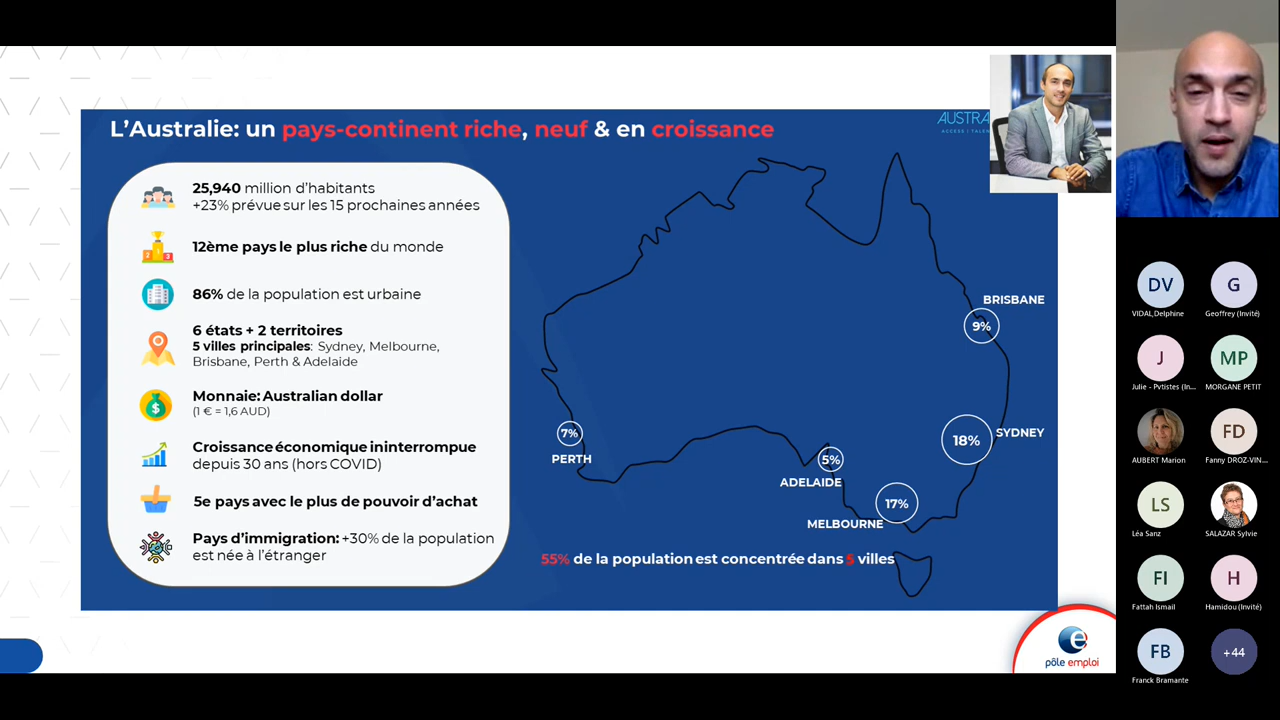 L'Australie: un pays-continent riche, neuf & en croissance
AUSTRA
25,940 million d'habitants
+23% prévue sur les 15 prochaines années
12ème pays le plus riche du monde
86% de la population est urbaine
6 états + 2 territoires
5 villes principales: Sydney, Melbourne,
Brisbane, Perth & Adelaide
Monnaie: Australian dollar
(1 € = 1,6 AUD)
Croissance économique ininterrompue
depuis 30 ans (hors COVID)
5e pays avec le plus de pouvoir d'achat
Pays d'immigration: +30% de la population
est née à l'étranger
BRISBANE
9%
18%
SYDNEY
7%
PERTH
5%
ADELAIDE
17%
MELBOURNE
55% de la population est concentrée dans 5 villes
pôle emploi
DV
VIDAL, Delphine
G
Geoffrey (Invité)
J
Julie - Pvtistes (In...
MP
MORGANE PETIT
AUBERT Marion
FD
Fanny DROZ-VIN...
LS
Léa Sanz
SALAZAR Sylvie
FI
Fattah Ismail
H
Hamidou (Invité)
FB
Franck Bramante
+44